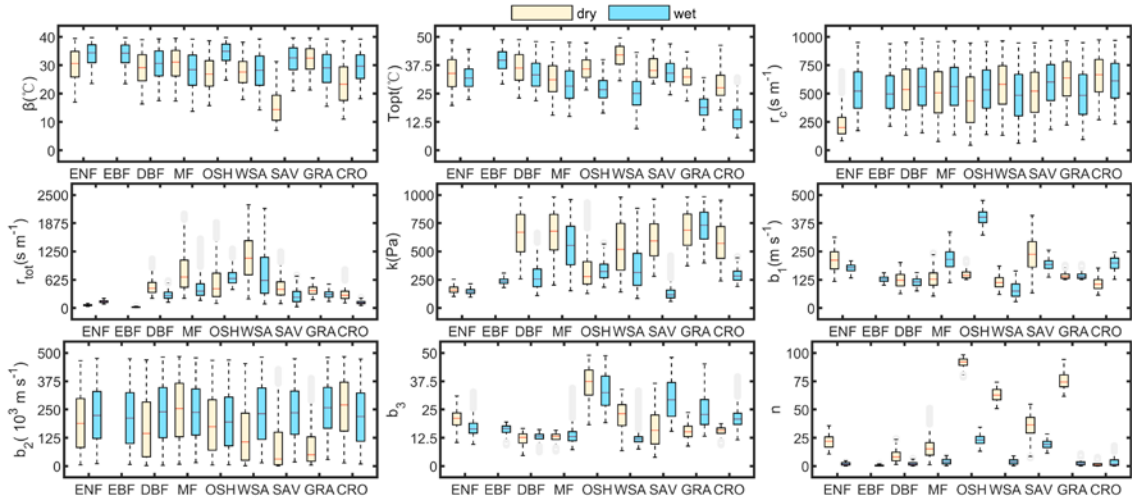 dry wet
β(℃)
40
30
20
10
0
ENF EBF DBF MF OSH WSA SAV GRA CRO
Topt(℃)
50
37.5
25
12.5
0
ENF EBF DBF MF OSH WSA SAV GRA CRO
r_c(s m⁻¹)
1000
750
500
250
0
ENF EBF DBF MF OSH WSA SAV GRA CRO
r_tot(s m⁻¹)
2500
1875
1250
625
0
ENF EBF DBF MF OSH WSA SAV GRA CRO
k(Pa)
1000
750
500
250
0
ENF EBF DBF MF OSH WSA SAV GRA CRO
b₁(m s⁻¹)
500
375
250
125
0
ENF EBF DBF MF OSH WSA SAV GRA CRO
b₂( 10³ m s⁻¹)
500
375
250
125
0
ENF EBF DBF MF OSH WSA SAV GRA CRO
b₃
50
37.5
25
12.5
0
ENF EBF DBF MF OSH WSA SAV GRA CRO
n
100
75
50
25
0
ENF EBF DBF MF OSH WSA SAV GRA CRO